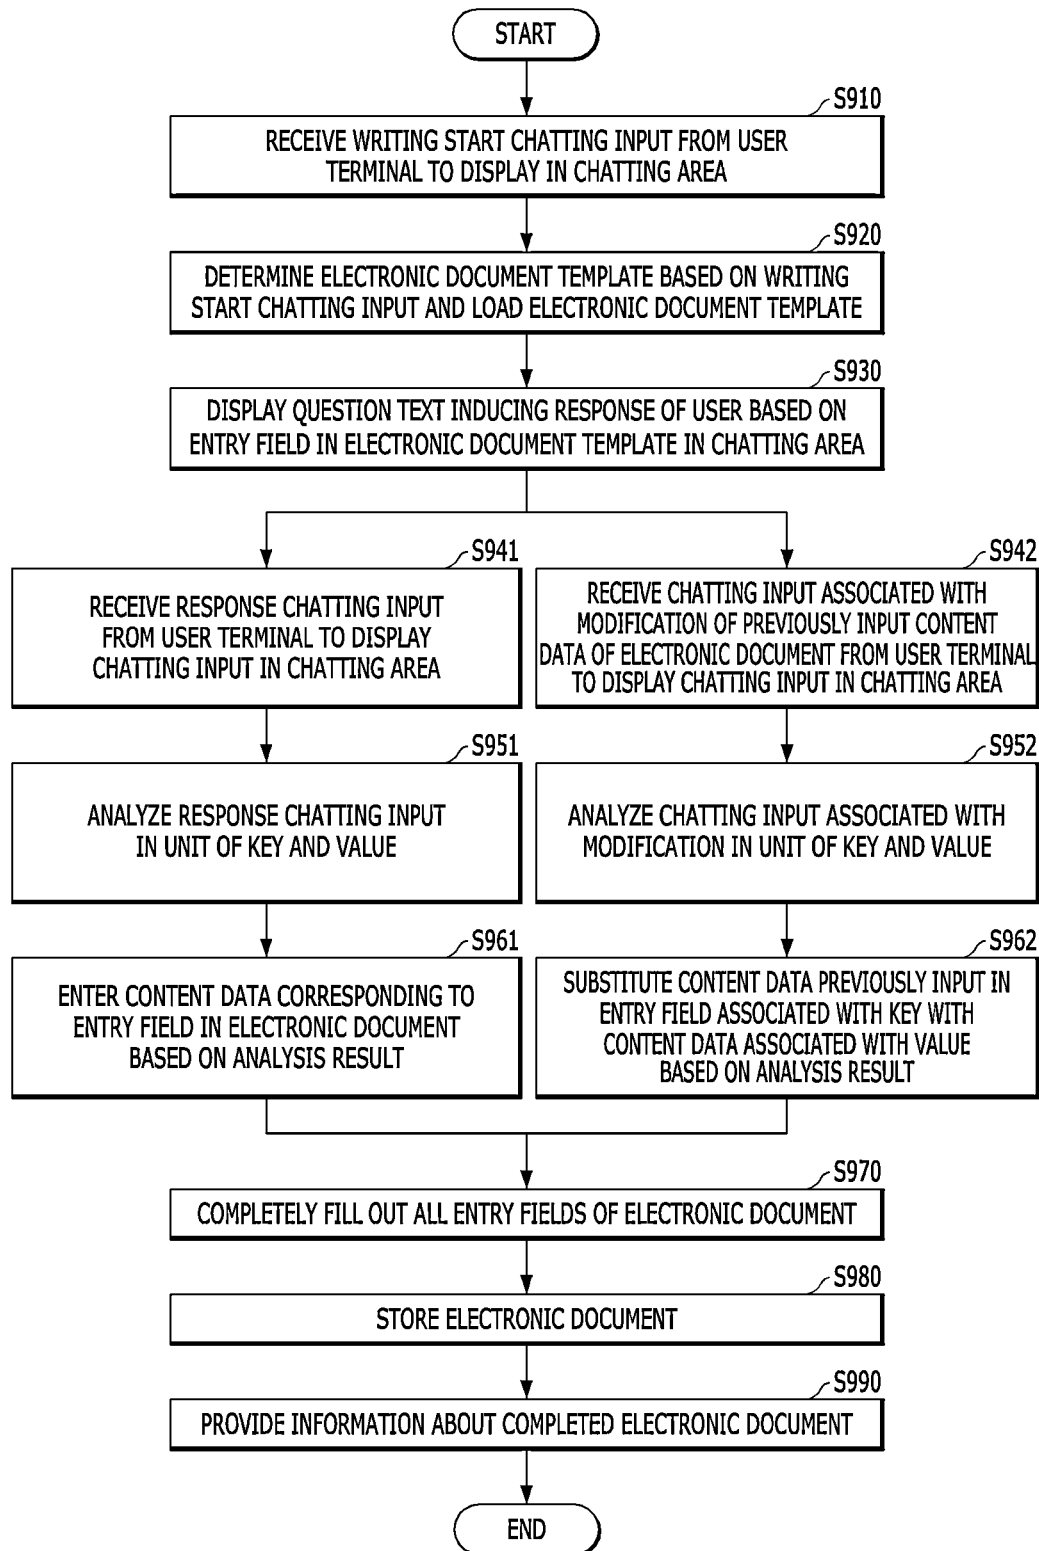 START
S910
RECEIVE WRITING START CHATTING INPUT FROM USER
TERMINAL TO DISPLAY IN CHATTING AREA
S920
DETERMINE ELECTRONIC DOCUMENT TEMPLATE BASED ON WRITING
START CHATTING INPUT AND LOAD ELECTRONIC DOCUMENT TEMPLATE
S930
DISPLAY QUESTION TEXT INDUCING RESPONSE OF USER BASED ON
ENTRY FIELD IN ELECTRONIC DOCUMENT TEMPLATE IN CHATTING AREA
S941
RECEIVE RESPONSE CHATTING INPUT
FROM USER TERMINAL TO DISPLAY
CHATTING INPUT IN CHATTING AREA
S942
RECEIVE CHATTING INPUT ASSOCIATED WITH
MODIFICATION OF PREVIOUSLY INPUT CONTENT
DATA OF ELECTRONIC DOCUMENT FROM USER TERMINAL
TO DISPLAY CHATTING INPUT IN CHATTING AREA
S951
ANALYZE RESPONSE CHATTING INPUT
IN UNIT OF KEY AND VALUE
S952
ANALYZE CHATTING INPUT ASSOCIATED WITH
MODIFICATION IN UNIT OF KEY AND VALUE
S961
ENTER CONTENT DATA CORRESPONDING TO
ENTRY FIELD IN ELECTRONIC DOCUMENT
BASED ON ANALYSIS RESULT
S962
SUBSTITUTE CONTENT DATA PREVIOUSLY INPUT IN
ENTRY FIELD ASSOCIATED WITH KEY WITH
CONTENT DATA ASSOCIATED WITH VALUE
BASED ON ANALYSIS RESULT
S970
COMPLETELY FILL OUT ALL ENTRY FIELDS OF ELECTRONIC DOCUMENT
S980
STORE ELECTRONIC DOCUMENT
S990
PROVIDE INFORMATION ABOUT COMPLETED ELECTRONIC DOCUMENT
END